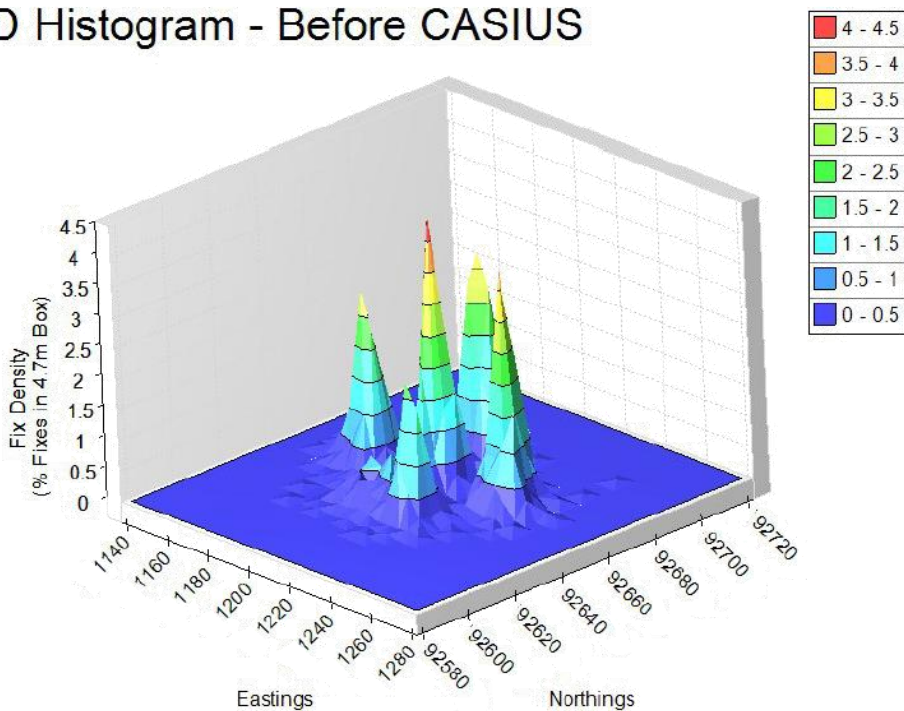 D Histogram - Before CASIUS
4 - 4.5
3.5 - 4
3 - 3.5
2.5 - 3
2 - 2.5
1.5 - 2
1 - 1.5
0.5 - 1
0 - 0.5
Fix Density
(% Fixes in 4.7m Box)
4.5
4
3.5
3
2.5
2
1.5
1
0.5
0
1140
1160
1180
1200
1220
1240
1260
1280
92580
92600
92620
92640
92660
92680
92700
92720
Eastings
Northings